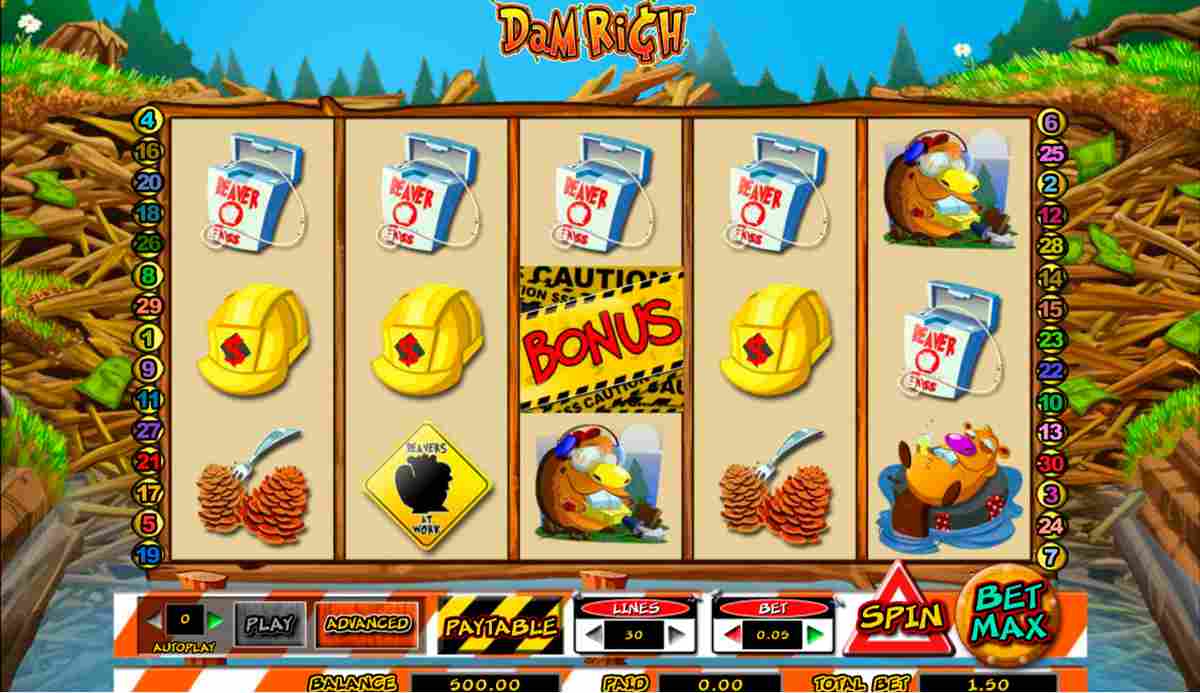 DaM Ri¢H
4
16
20
18
26
8
29
1
9
11
27
21
17
5
19
BEAVER
BEAVER
BEAVER
BEAVER
CAUTION
BONUS
BEAVER
BEAVERS
AT
WORK
6
25
2
12
28
14
15
23
22
10
13
30
3
24
7
0
AUTOPLAY
PLAY
ADVANCED
PAYTABLE
LINES
30
BET
0.05
SPIN
BET
MAX
BALANCE
500.00
PAID
0.00
TOTAL BET
1.50